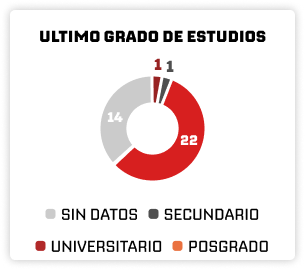 ULTIMO GRADO DE ESTUDIOS
1 1
14
22
SIN DATOS SECUNDARIO
UNIVERSITARIO POSGRADO